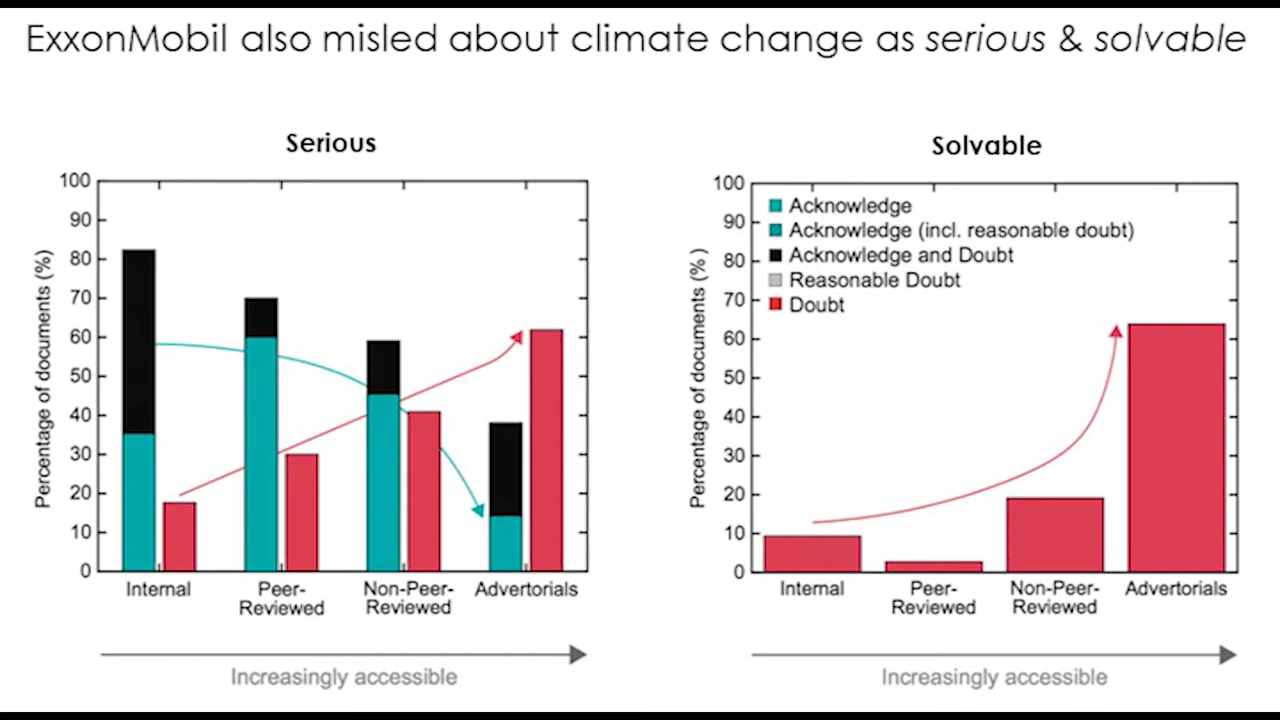 ExxonMobil also misled about climate change as serious & solvable
Serious
Percentage of documents (%)
100
90
80
70
60
50
40
30
20
10
0
Internal
Peer-
Reviewed
Non-Peer-
Reviewed
Advertorials
Increasingly accessible
Solvable
Percentage of documents (%)
100
90
80
70
60
50
40
30
20
10
0
Acknowledge
Acknowledge (incl. reasonable doubt)
Acknowledge and Doubt
Reasonable Doubt
Doubt
Internal
Peer-
Reviewed
Non-Peer-
Reviewed
Advertorials
Increasingly accessible